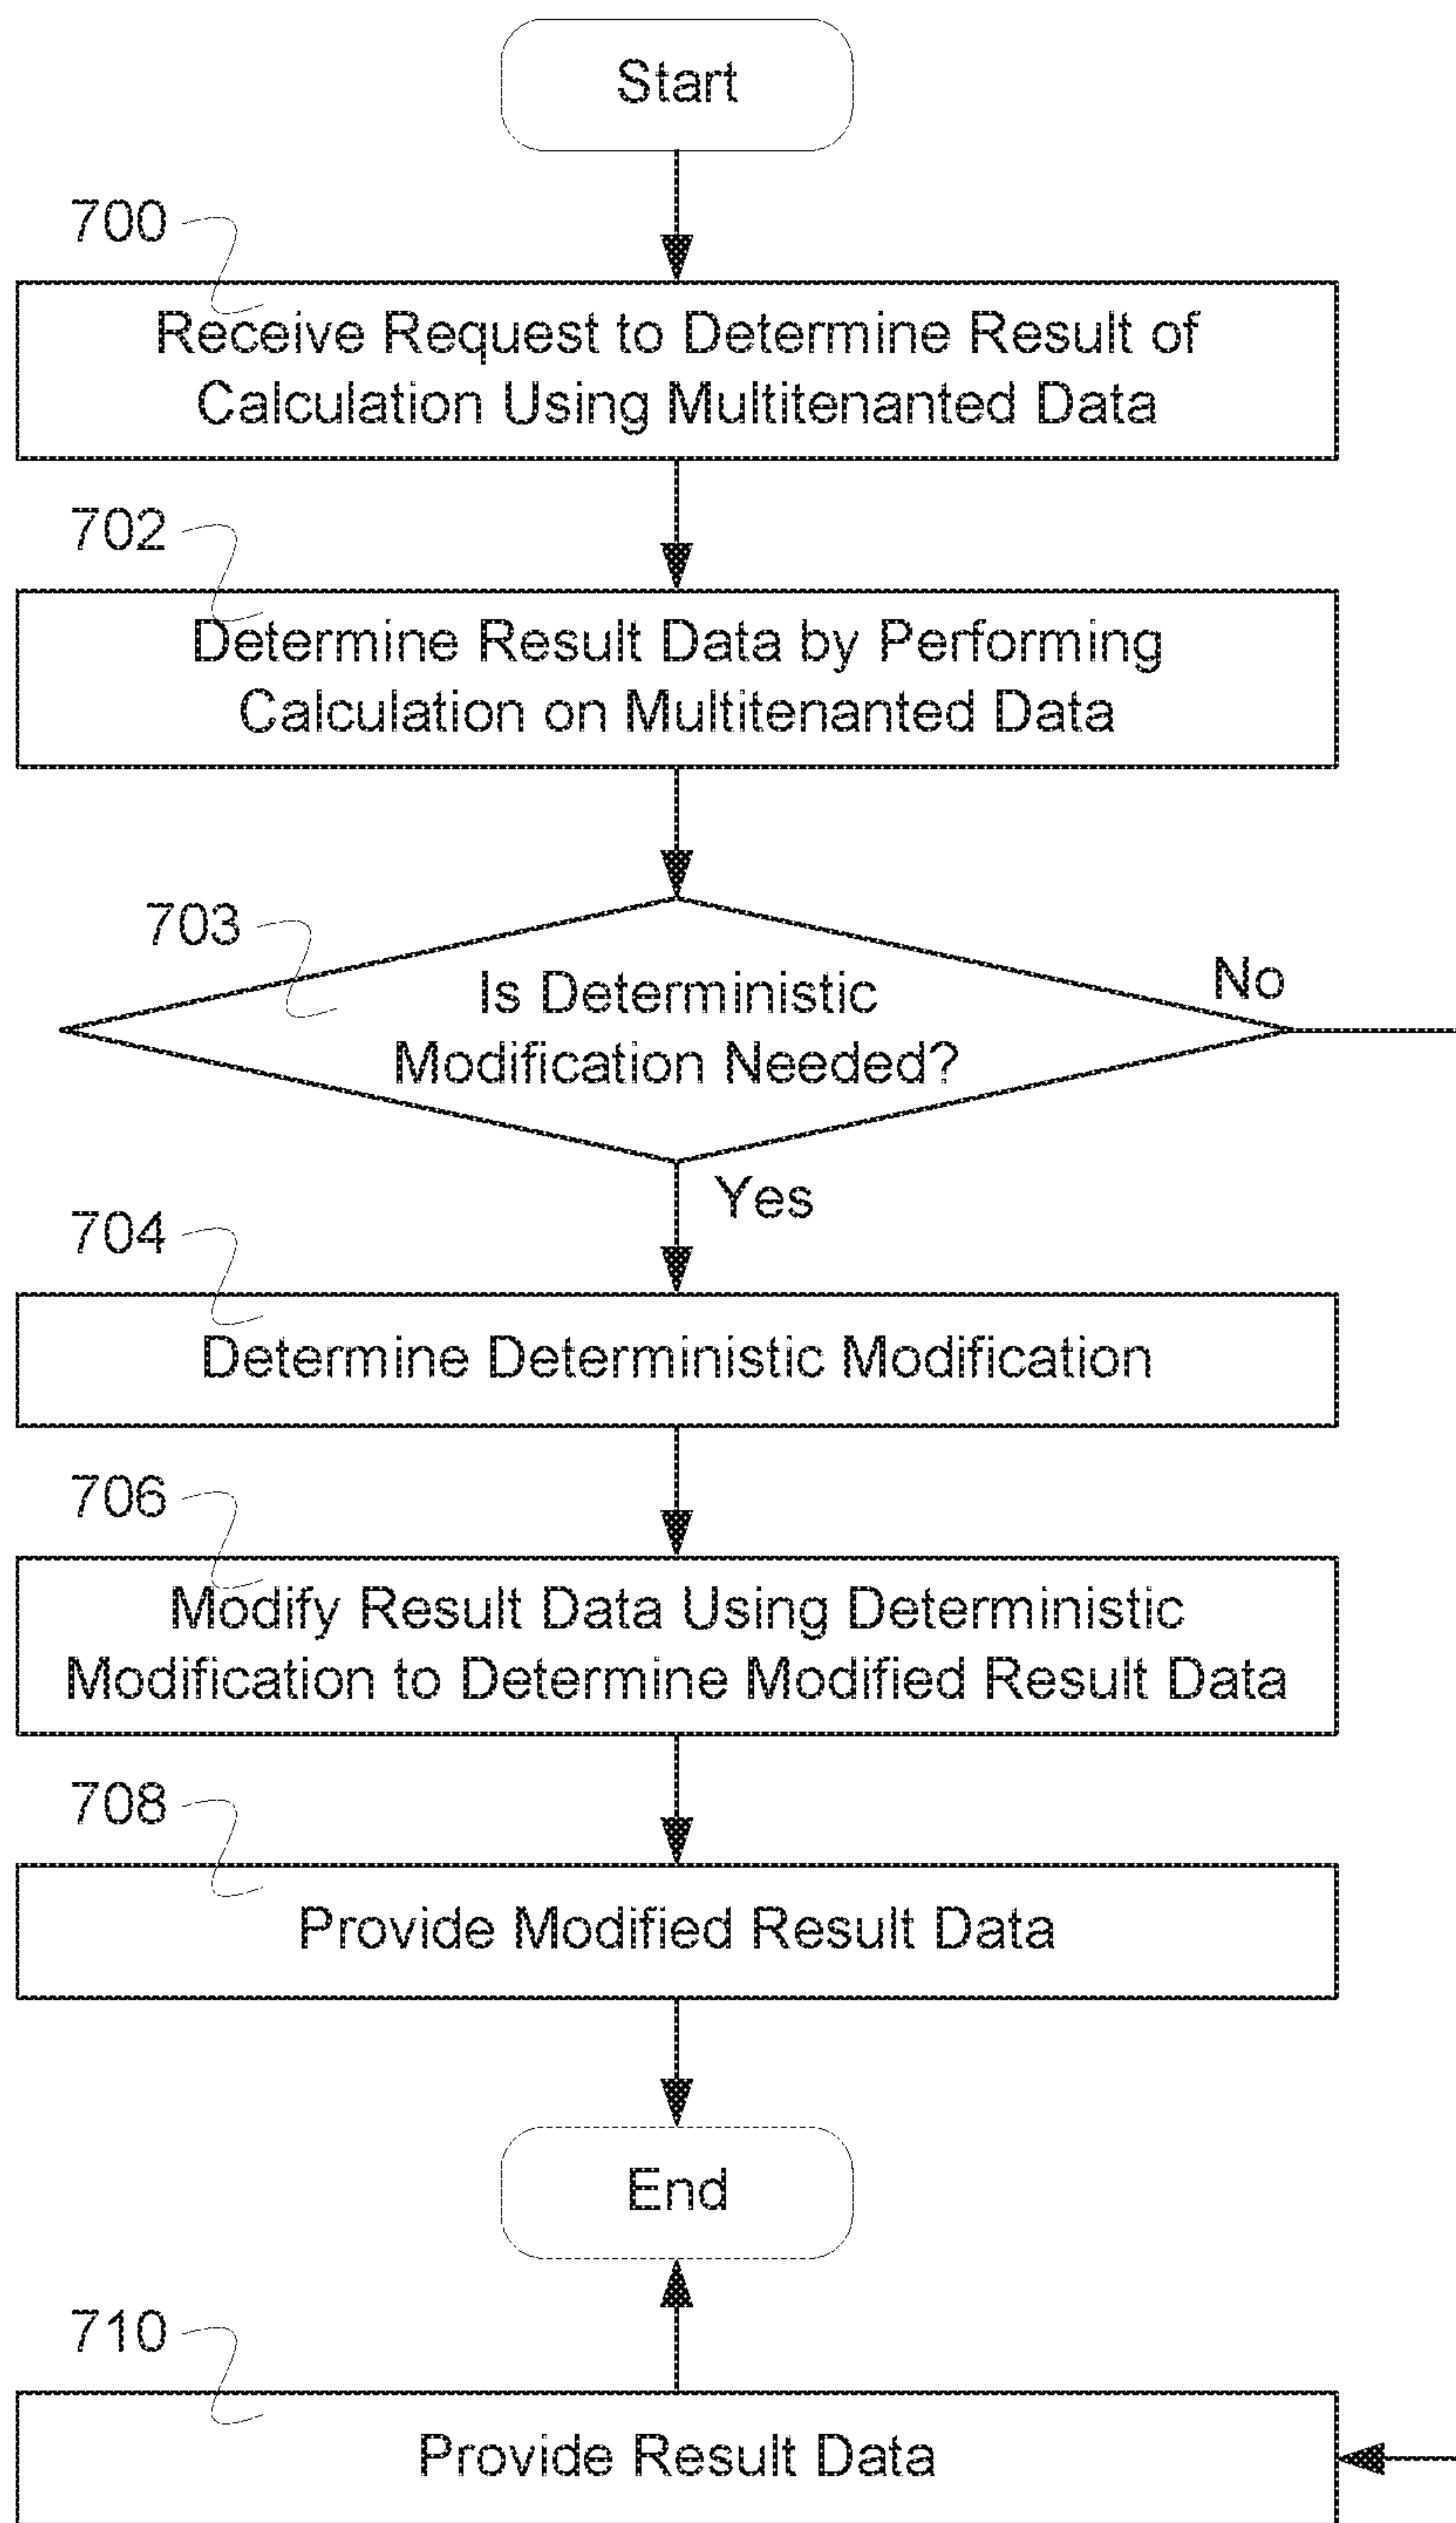 Start
700
Receive Request to Determine Result of
Calculation Using Multitenanted Data
702
Determine Result Data by Performing
Calculation on Multitenanted Data
703
Is Deterministic
Modification Needed?
No
Yes
704
Determine Deterministic Modification
706
Modify Result Data Using Deterministic
Modification to Determine Modified Result Data
708
Provide Modified Result Data
End
710
Provide Result Data